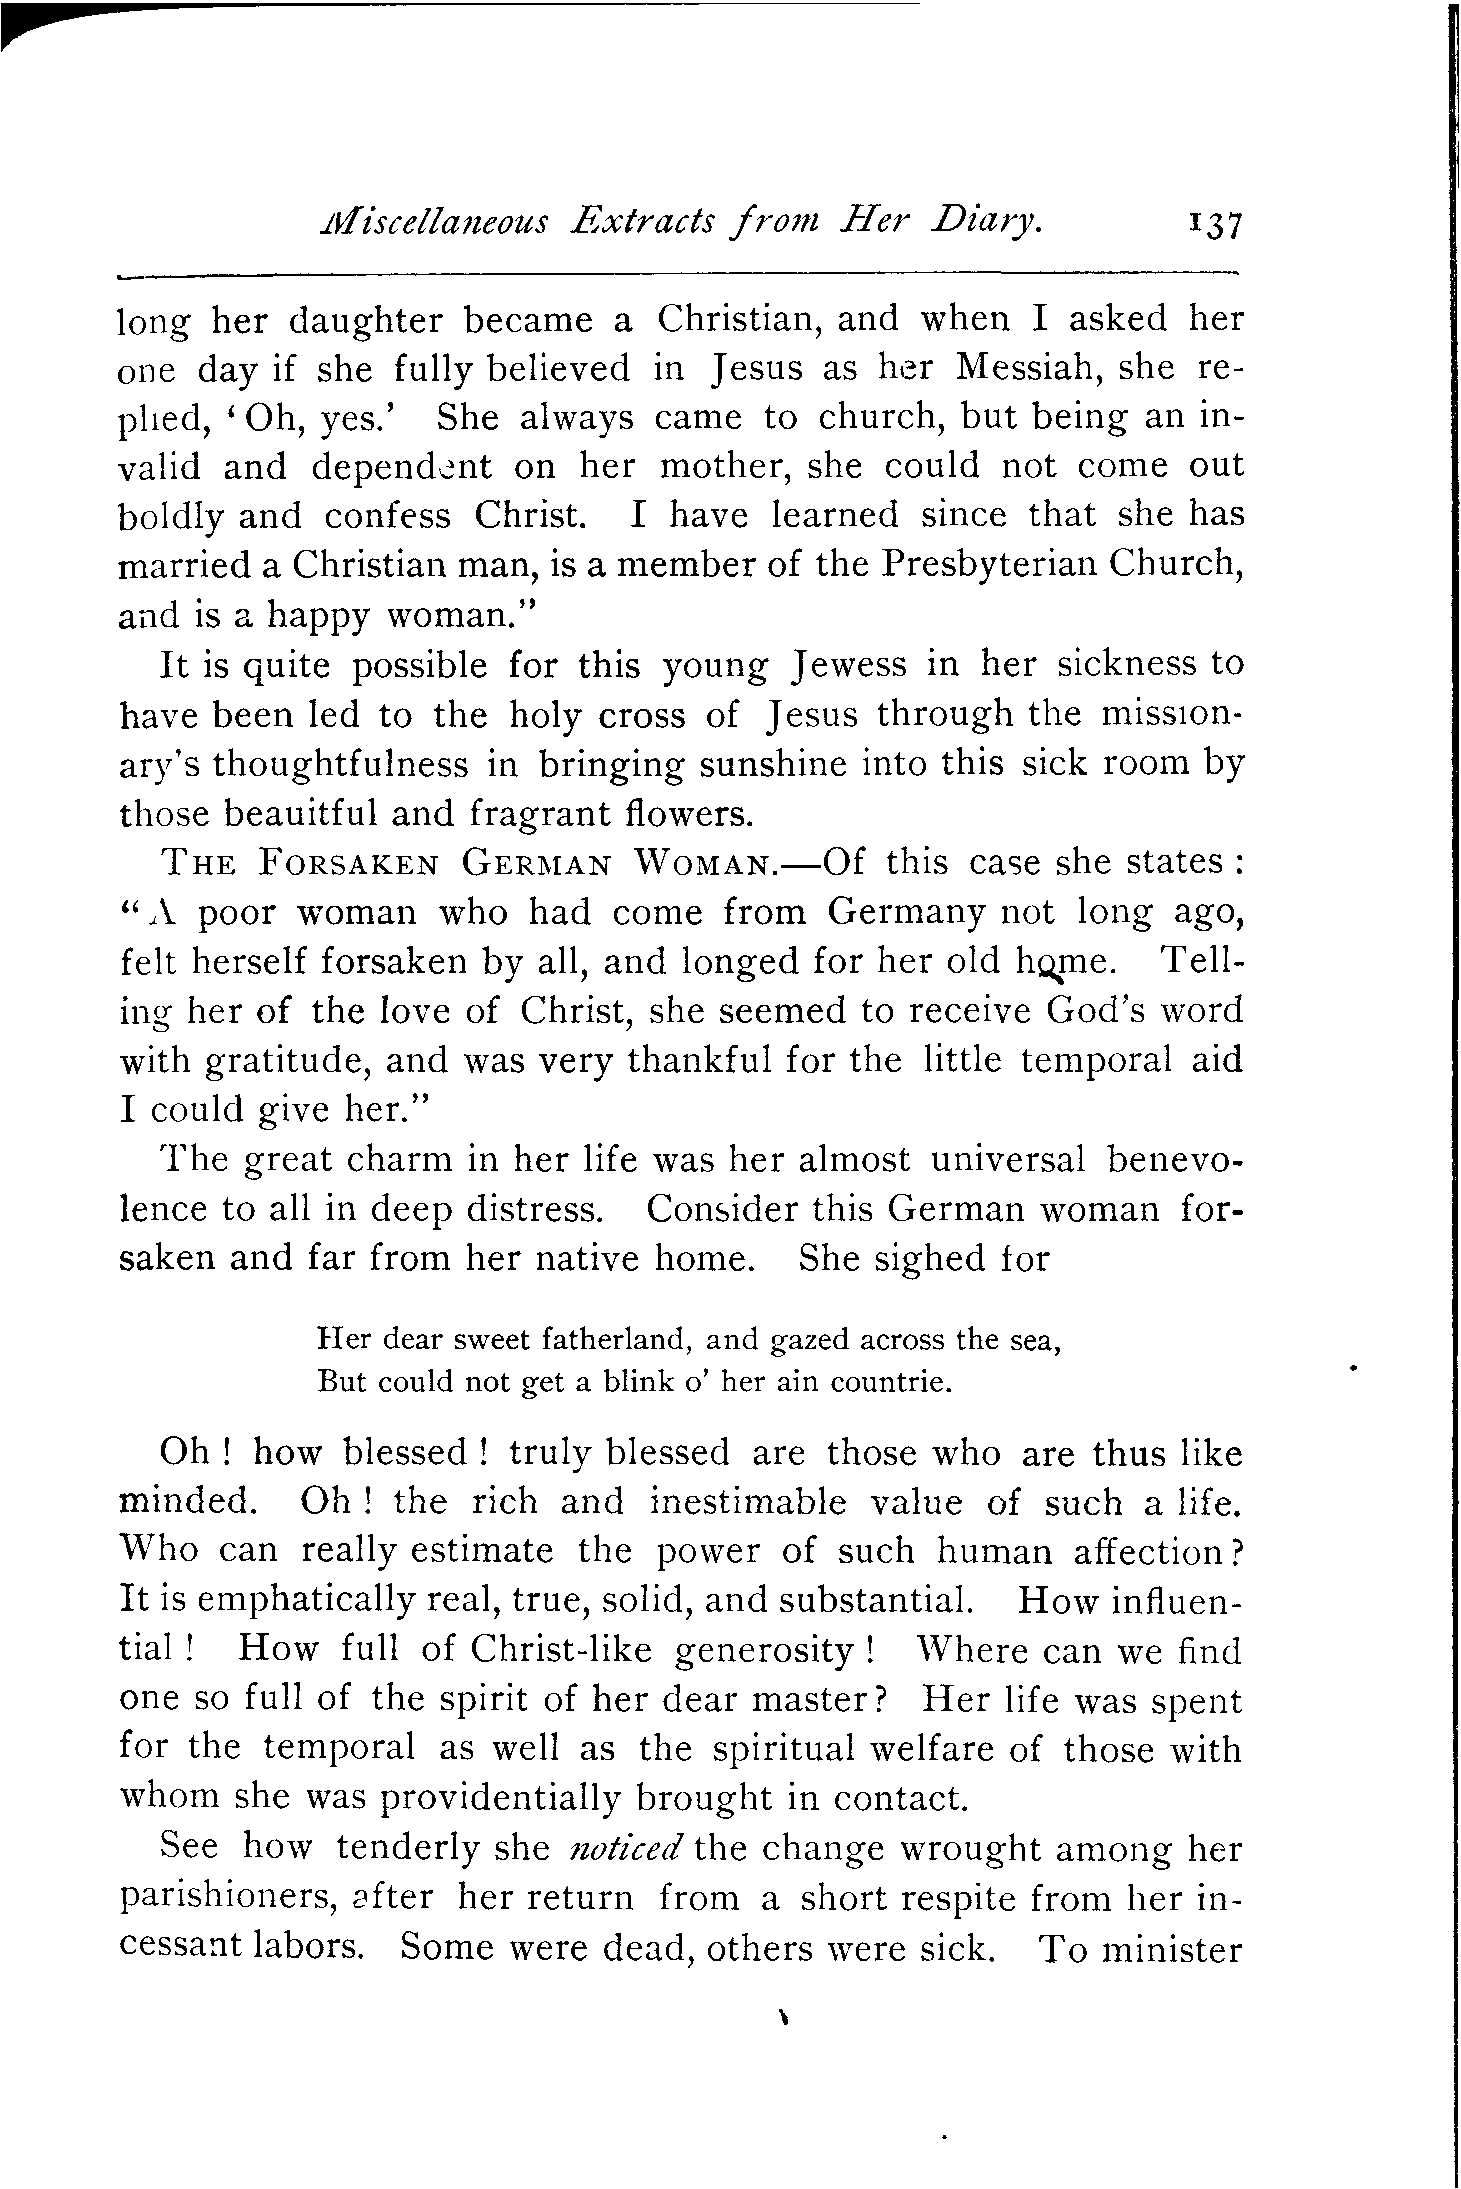 Miscellaneous Extracts from Her Diary. 137
long her daughter became a Christian, and when I asked her
one day if she fully believed in Jesus as her Messiah, she re-
plied, ‘Oh, yes.’ She always came to church, but being an in-
valid and dependent on her mother, she could not come out
boldly and confess Christ. I have learned since that she has
married a Christian man, is a member of the Presbyterian Church,
and is a happy woman.”
It is quite possible for this young Jewess in her sickness to
have been led to the holy cross of Jesus through the mission-
ary’s thoughtfulness in bringing sunshine into this sick room by
those beauitful and fragrant flowers.
THE FORSAKEN GERMAN WOMAN.—Of this case she states :
“A poor woman who had come from Germany not long ago,
felt herself forsaken by all, and longed for her old home. Tell-
ing her of the love of Christ, she seemed to receive God’s word
with gratitude, and was very thankful for the little temporal aid
I could give her.”
The great charm in her life was her almost universal benevo-
lence to all in deep distress. Consider this German woman for-
saken and far from her native home. She sighed for
Her dear sweet fatherland, and gazed across the sea,
But could not get a blink o’ her ain countrie.
Oh ! how blessed ! truly blessed are those who are thus like
minded. Oh ! the rich and inestimable value of such a life.
Who can really estimate the power of such human affection?
It is emphatically real, true, solid, and substantial. How influen-
tial ! How full of Christ-like generosity ! Where can we find
one so full of the spirit of her dear master? Her life was spent
for the temporal as well as the spiritual welfare of those with
whom she was providentially brought in contact.
See how tenderly she noticed the change wrought among her
parishioners, after her return from a short respite from her in-
cessant labors. Some were dead, others were sick. To minister